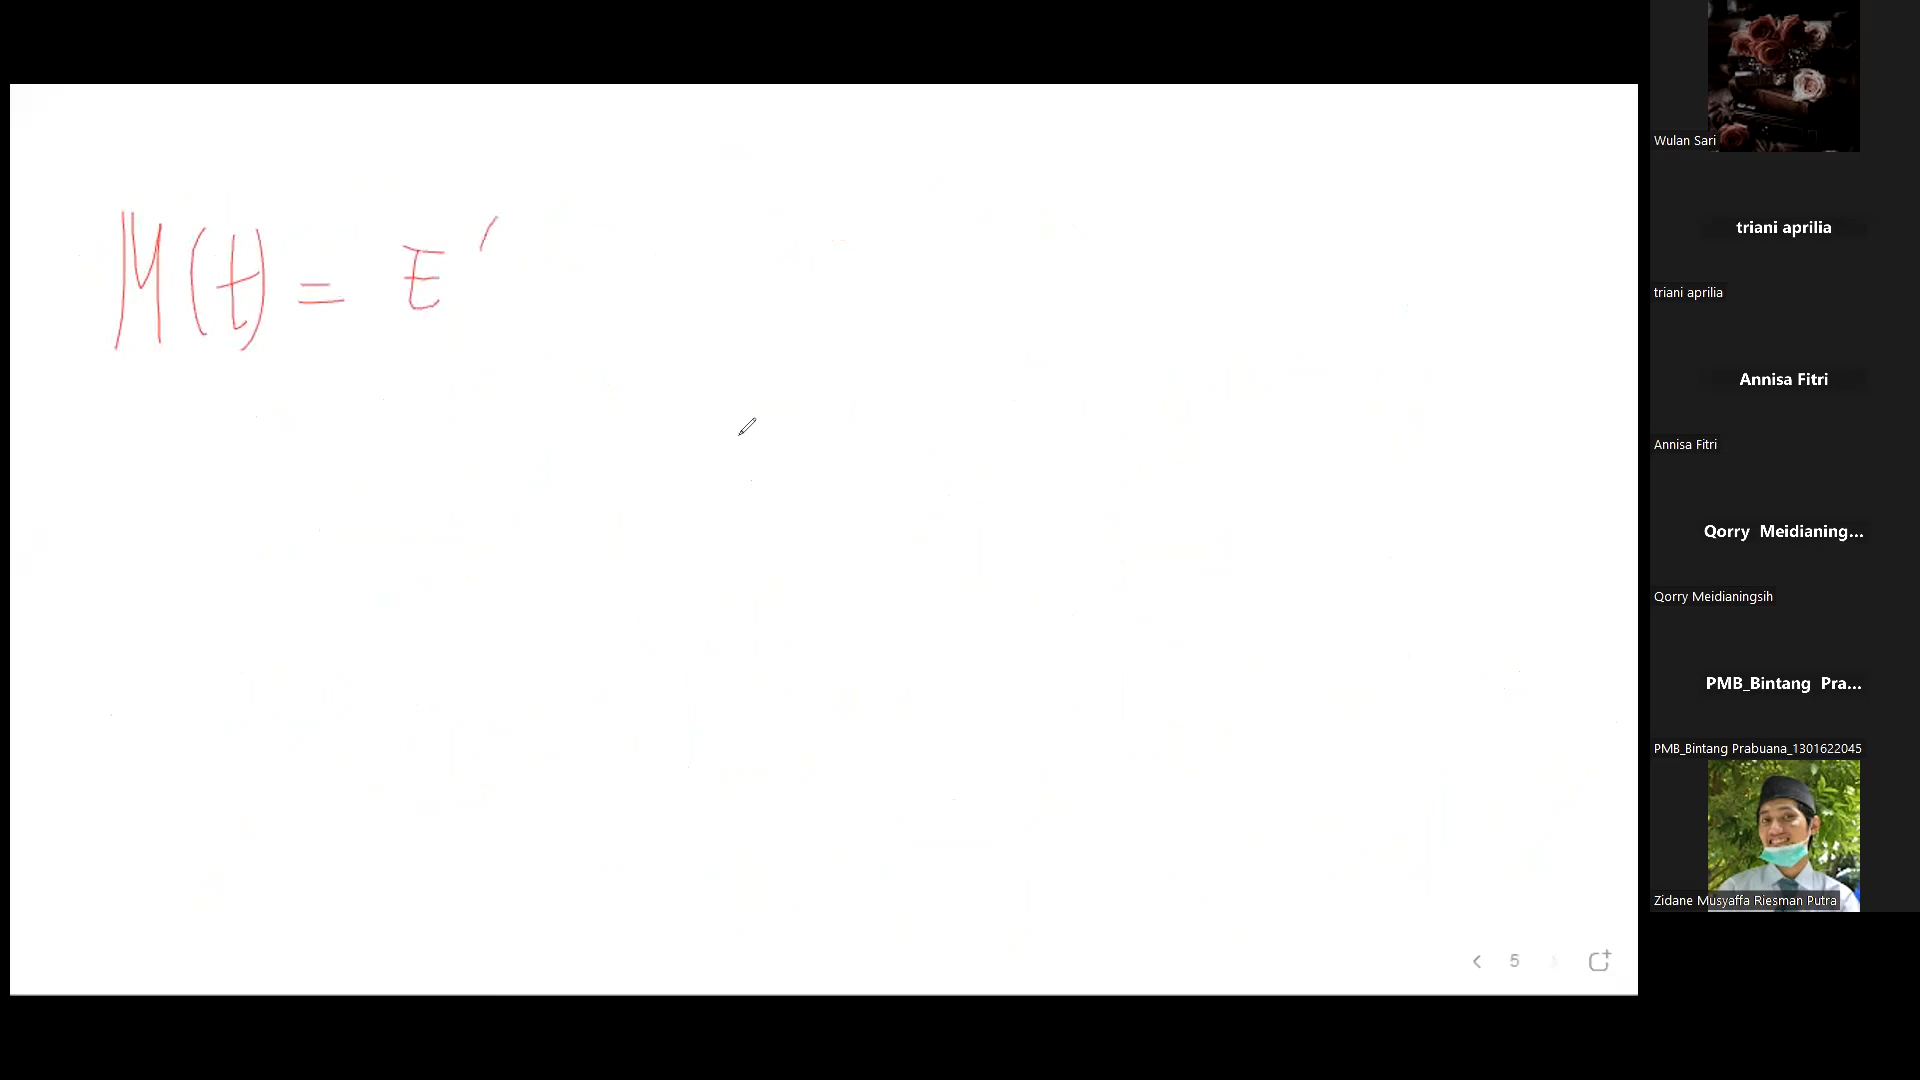 M(t) = E
Wulan Sari
triani aprilia
triani aprilia
Annisa Fitri
Annisa Fitri
Qorry Meidianing...
Qorry Meidianingsih
PMB_Bintang Pra...
PMB_Bintang Prabuana_1301622045
Zidane Musyaffa Riesman Putra
5